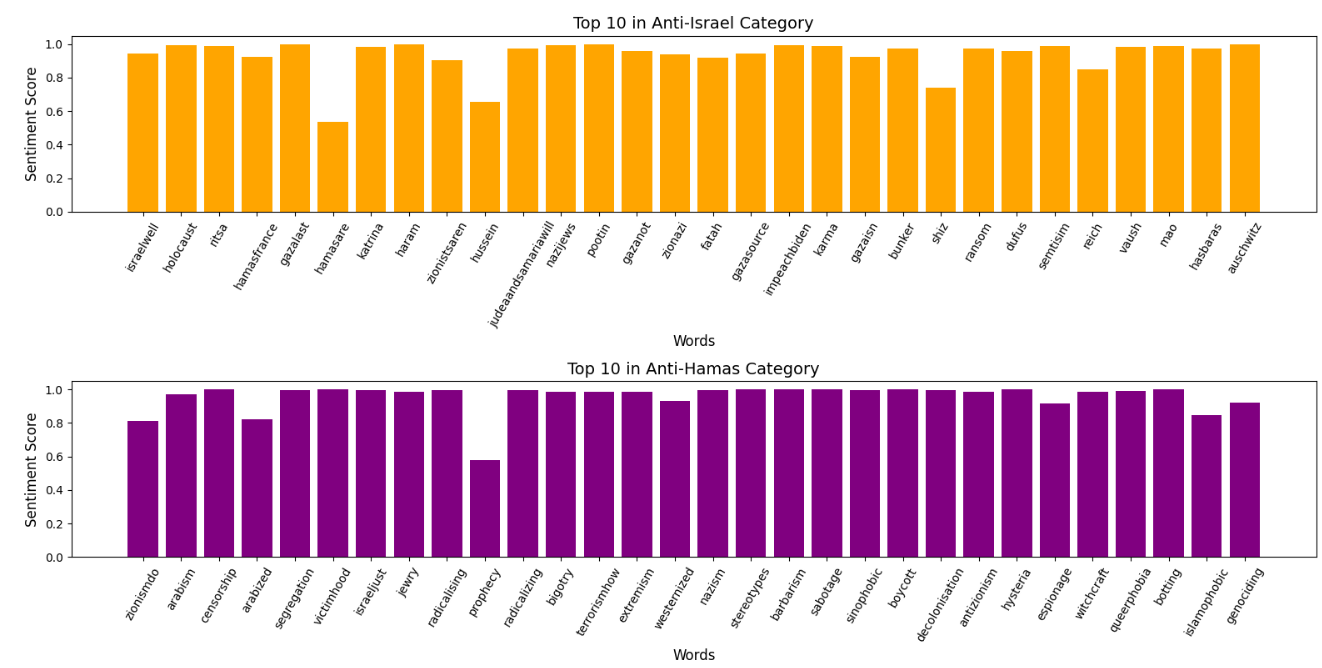 Top 10 in Anti-Israel Category
Sentiment Score
1.0
0.8
0.6
0.4
0.2
0.0
israelwell
holocaust
ritsa
hamasfrance
gazalast
hamasare
katrina
haram
zionistsaren
hussein
judeaandsamariawill
nazijews
pootin
gazanot
zionazi
fatah
gazasource
impeachbiden
karma
gazaisn
bunker
shiz
ransom
dufus
semtisim
reich
vaush
mao
hasbaras
auschwitz
Words
Top 10 in Anti-Hamas Category
Sentiment Score
1.0
0.8
0.6
0.4
0.2
0.0
zionismdo
arabism
censorship
arabized
segregation
victimhood
israeljust
jewry
radicalising
prophecy
radicalizing
bigotry
terrorismhow
extremism
westernized
nazism
stereotypes
barbarism
sabotage
sinophobic
boycott
decolonisation
antizionism
hysteria
espionage
witchcraft
queerphobia
botting
islamophobic
genociding
Words